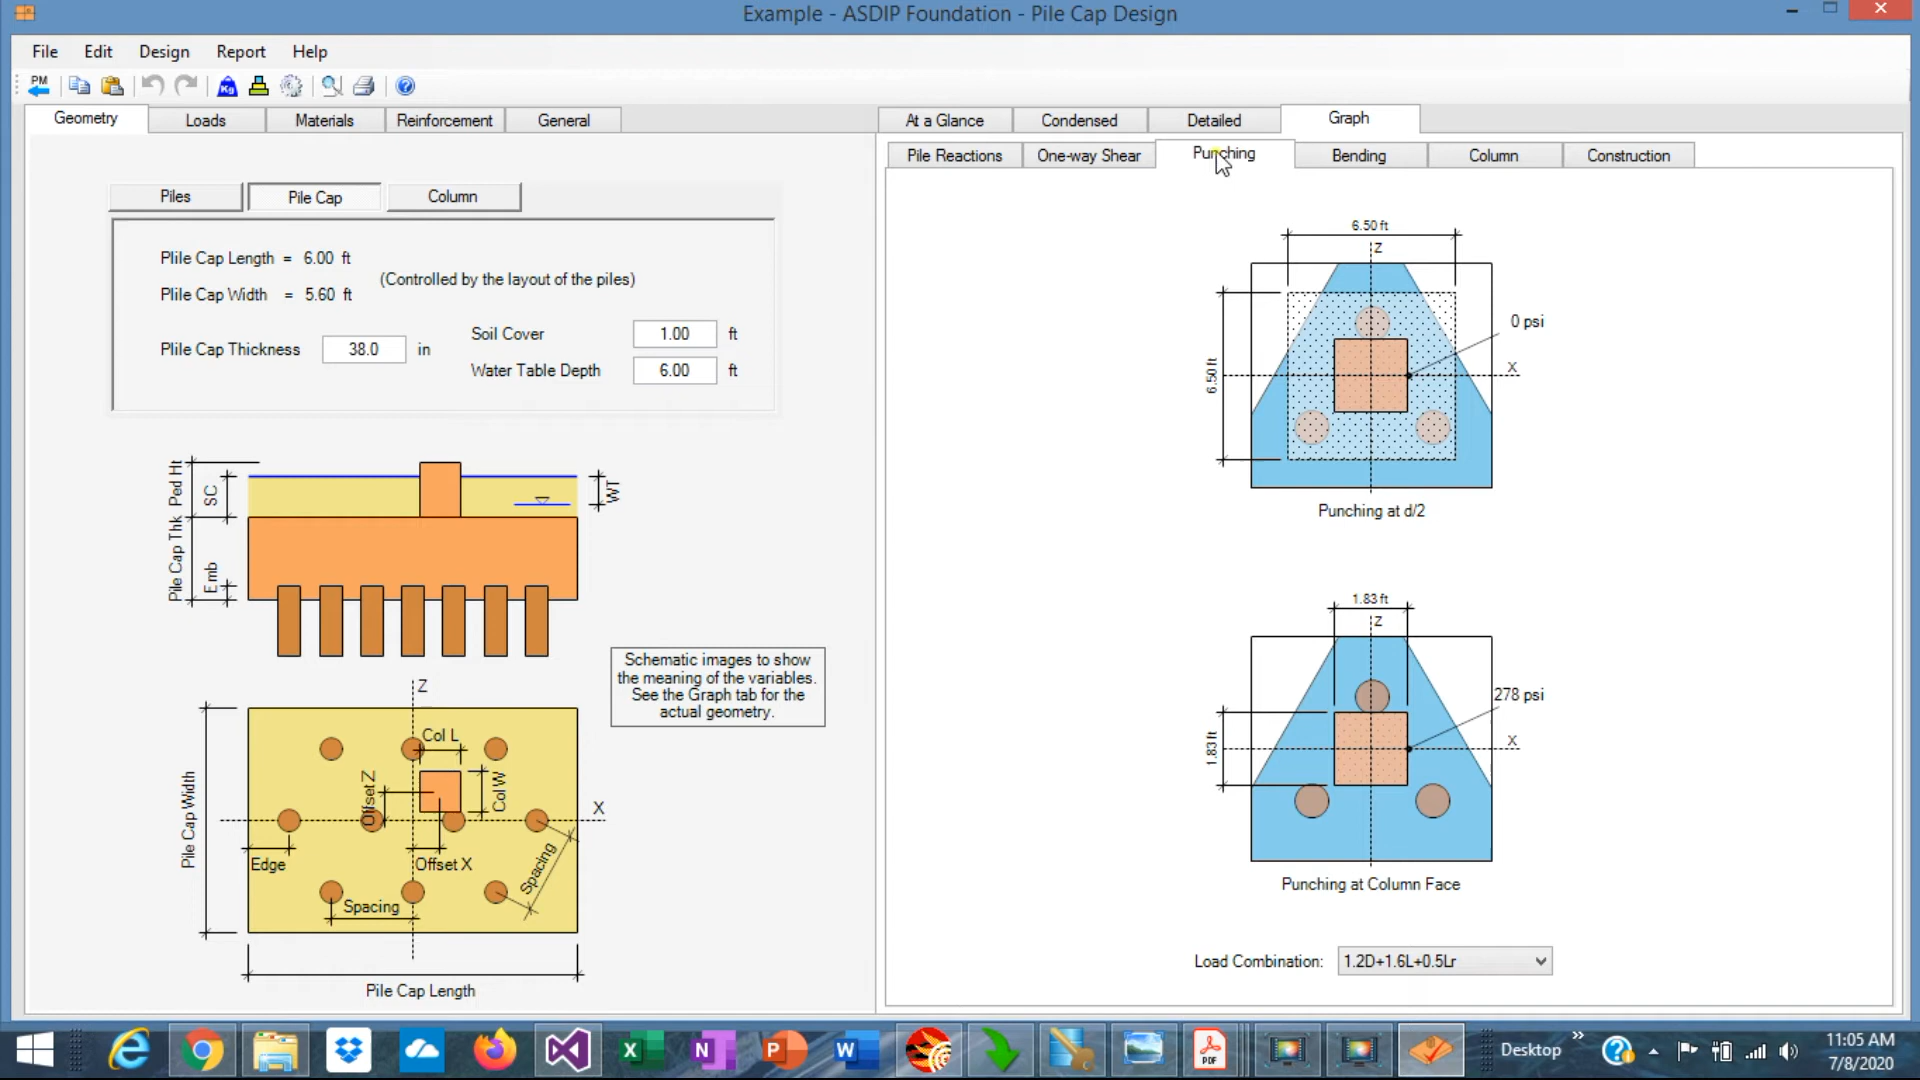 Example - ASDIP Foundation - Pile Cap Design
File Edit Design Report Help
PM
Kg
Geometry Loads Materials Reinforcement General
At a Glance Condensed Detailed Graph
Pile Reactions One-way Shear Punching Bending Column Construction
Piles Pile Cap Column
Plile Cap Length = 6.00 ft
(Controlled by the layout of the piles)
Plile Cap Width = 5.60 ft
Plile Cap Thickness 38.0 in
Soil Cover 1.00 ft
Water Table Depth 6.00 ft
Ped Ht
SC
WT
Pile Cap Thk
Emb
Schematic images to show
the meaning of the variables.
See the Graph tab for the
actual geometry.
Z
Col L
Offset Z
Col W
X
Pile Cap Width
Edge
Offset X
Spacing
Spacing
Pile Cap Length
6.50 ft
Z
0 psi
6.50 ft
X
Punching at d/2
1.83 ft
Z
278 psi
1.83 ft
X
Punching at Column Face
Load Combination: 1.2D+1.6L+0.5Lr
Desktop
11:05 AM
7/8/2020
X
N
P
W
PDF